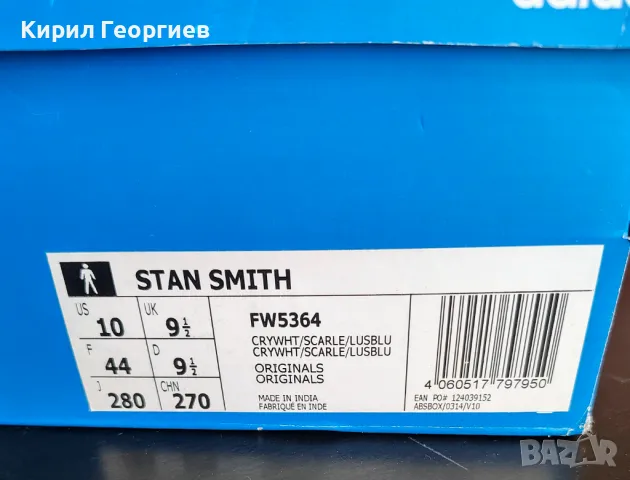 Кирил Георгиев
adidas
STAN SMITH
US 10 UK 9 1/2
F 44 D 9 1/2
J 280 CHN 270
FW5364
CRYWHT/SCARLE/LUSBLU
CRYWHT/SCARLE/LUSBLU
ORIGINALS
ORIGINALS
MADE IN INDIA
FABRIQUÉ EN INDE
4 060517 797950
EAN PO# 124039152
ABSBOX/0314/V10
BAZAR